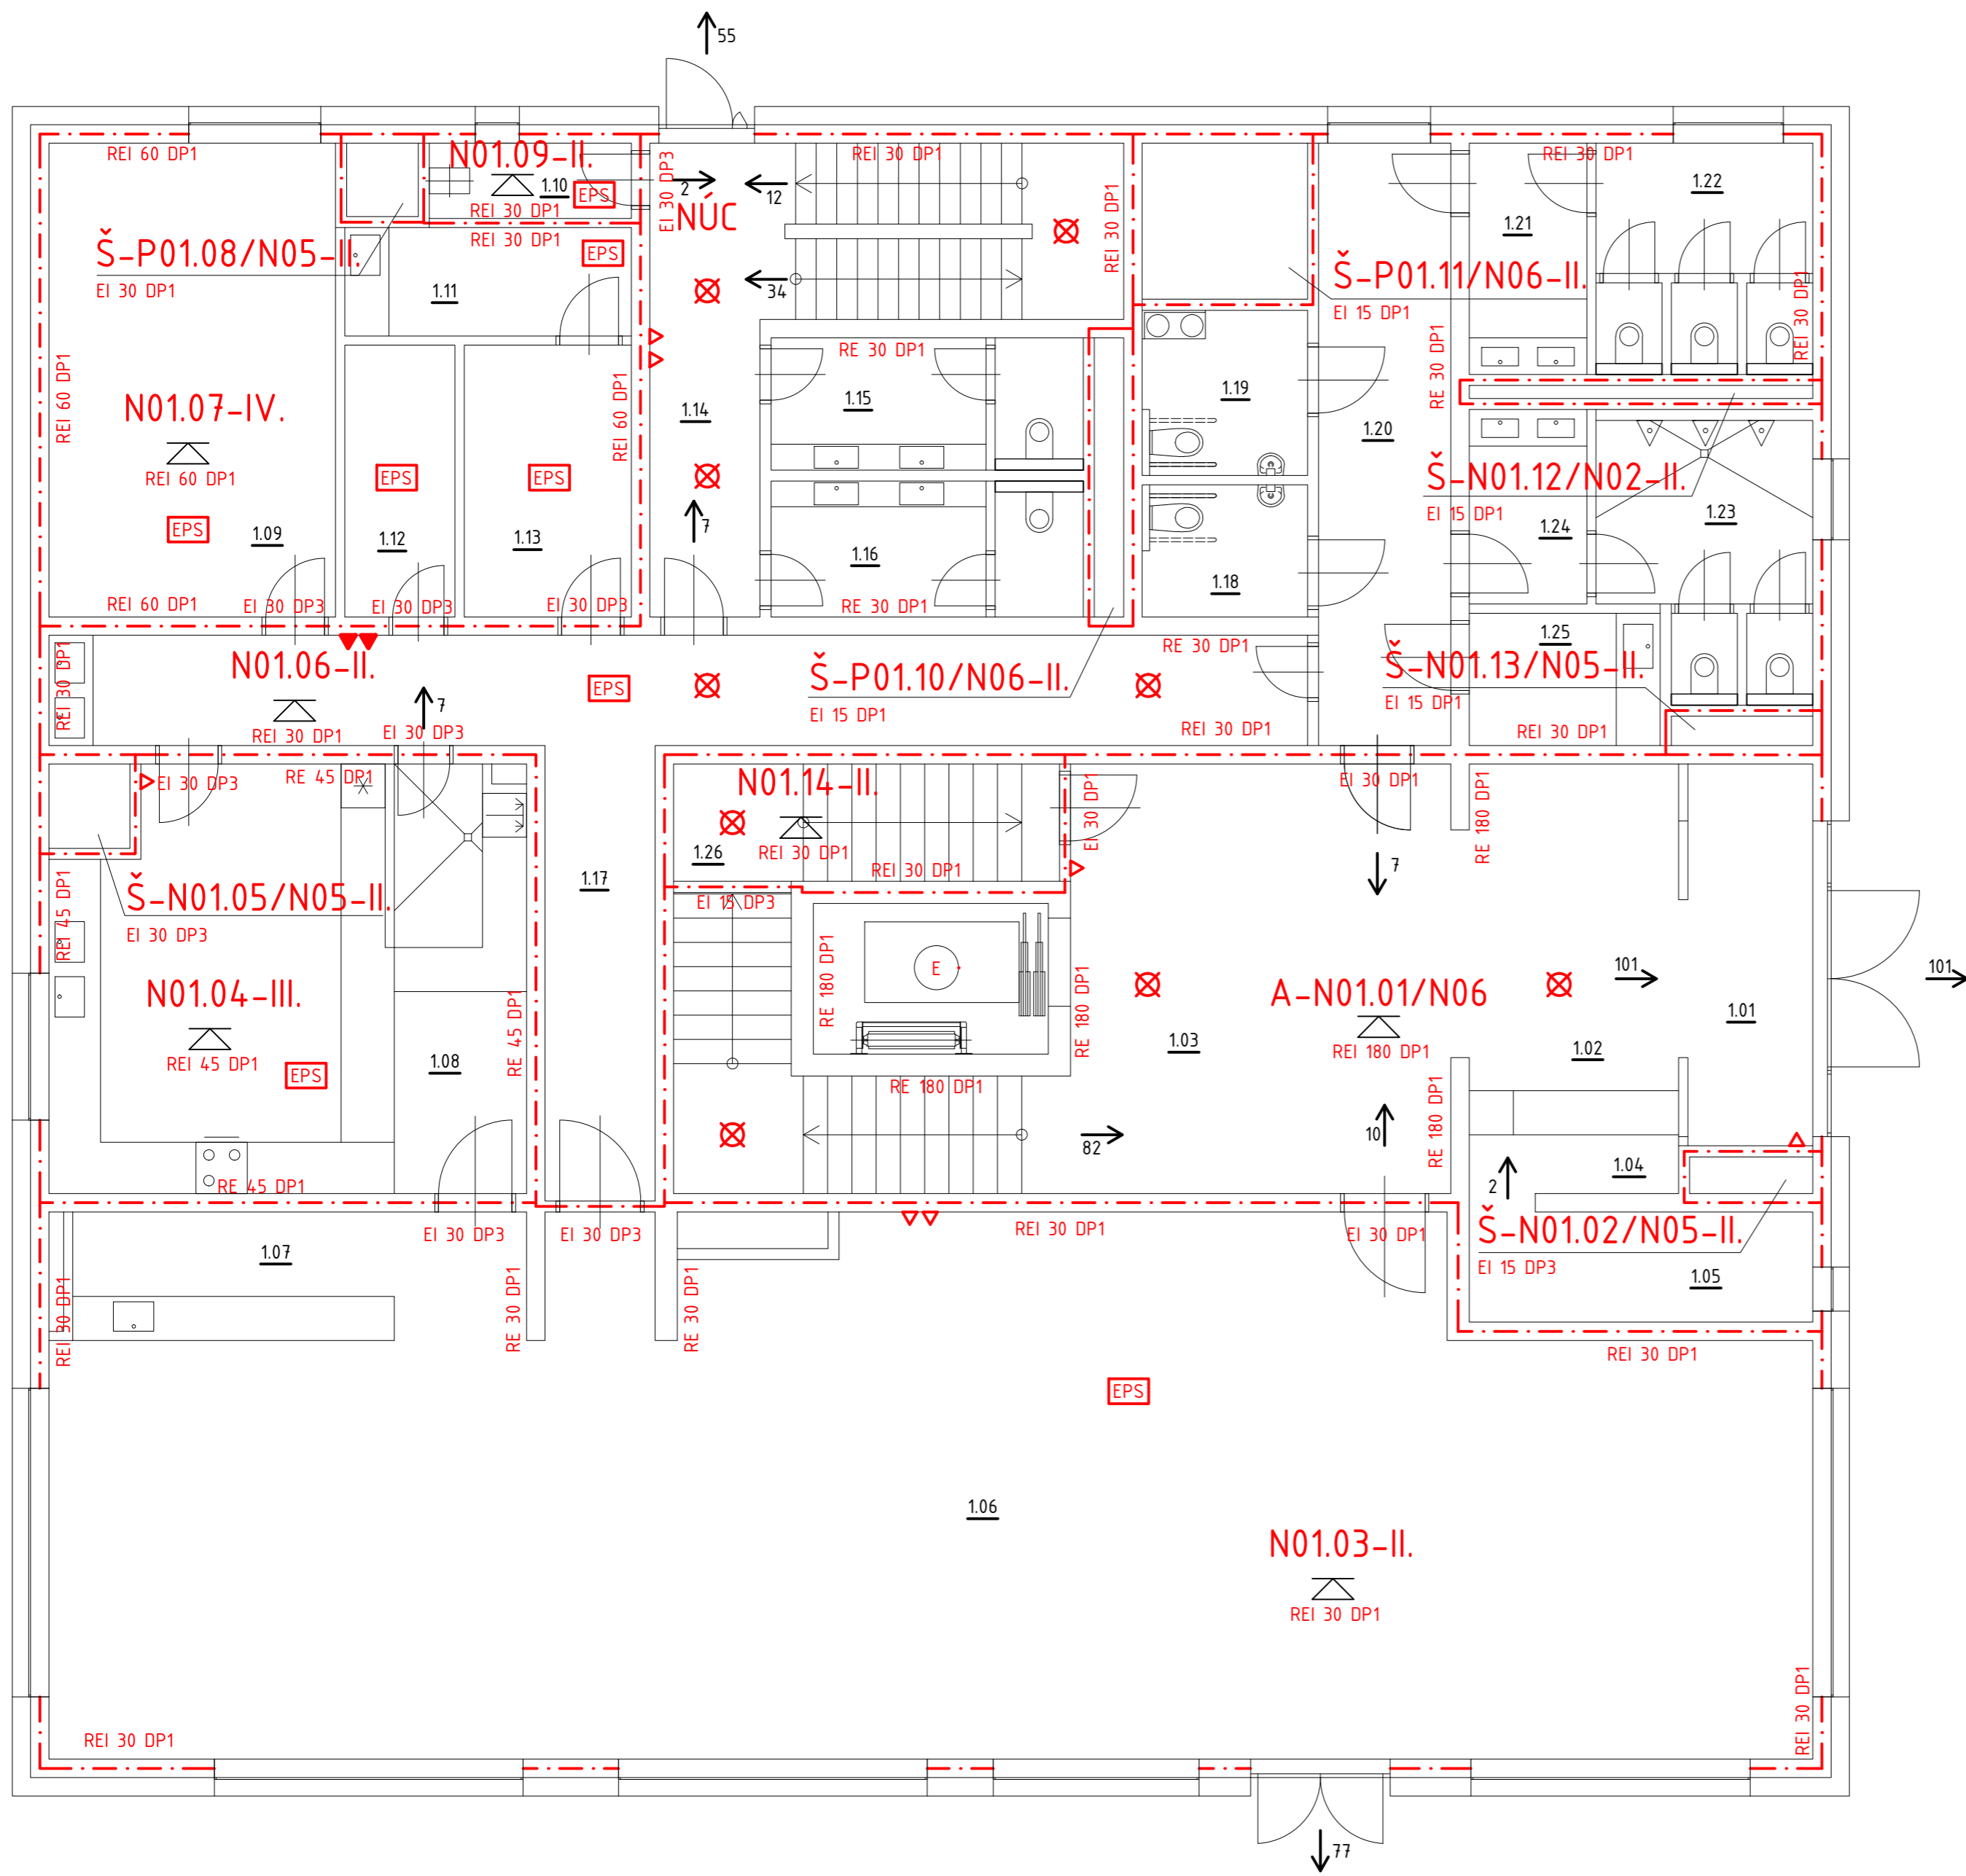 55
REI 60 DP1
N01.09-II.
1.10
EPS
REI 30 DP1
REI 30 DP1
EPS
EI 30 DP3
2
12
NÚC
REI 30 DP1
REI 30 DP1
34
REI 30 DP1
1.22
1.21
REI 30 DP1
Š-P01.08/N05-II.
EI 30 DP1
1.11
Š-P01.11/N06-II.
EI 15 DP1
RE 30 DP1
REI 60 DP1
N01.07-IV.
REI 60 DP1
EPS
1.09
REI 60 DP1
EI 30 DP3
EPS
1.12
EI 30 DP3
REI 60 DP1
EPS
1.13
EI 30 DP3
1.14
7
RE 30 DP1
1.15
1.16
RE 30 DP1
1.19
1.18
1.20
Š-N01.12/N02-II.
EI 15 DP1
1.24
1.23
1.25
Š-N01.13/N05-II.
EI 15 DP1
REI 30 DP1
REI 30 DP1
N01.06-II.
REI 30 DP1
7
EI 30 DP3
EPS
Š-P01.10/N06-II.
EI 15 DP1
RE 30 DP1
REI 30 DP1
EI 30 DP3
RE 45 DP1
Š-N01.05/N05-II.
EI 30 DP3
REI 45 DP1
N01.04-III.
REI 45 DP1
EPS
1.08
RE 45 DP1
RE 45 DP1
1.17
N01.14-II.
REI 30 DP1
1.26
REI 30 DP1
EI 15 DP3
EI 30 DP1
EI 30 DP1
RE 180 DP1
7
RE 180 DP1
E
RE 180 DP1
RE 180 DP1
1.03
A-N01.01/N06
REI 180 DP1
101
101
1.01
1.02
RE 180 DP1
82
10
2
1.04
Š-N01.02/N05-II.
EI 15 DP3
1.05
EI 30 DP3
EI 30 DP3
REI 30 DP1
EI 30 DP1
1.07
REI 30 DP1
RE 30 DP1
RE 30 DP1
REI 30 DP1
EPS
1.06
N01.03-II.
REI 30 DP1
REI 30 DP1
REI 30 DP1
77